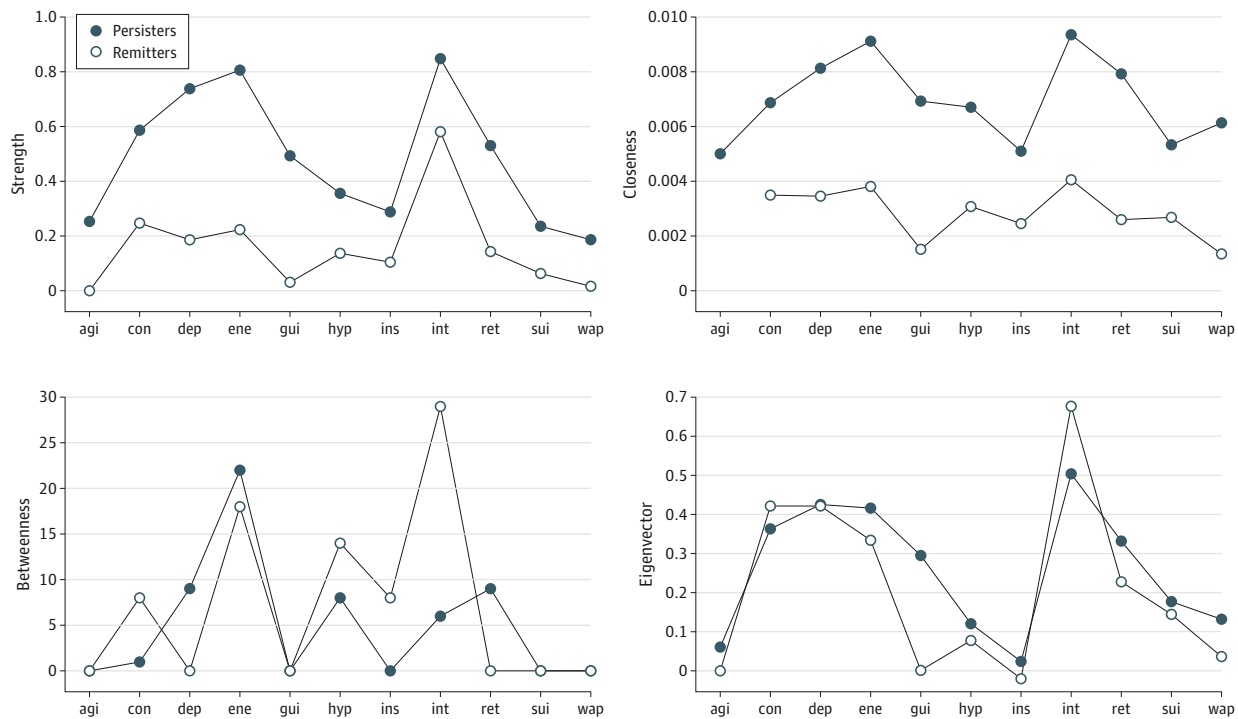 Persisters
Remitters
Strength
1.0
0.8
0.6
0.4
0.2
0
agi con dep ene gui hyp ins int ret sui wap
Closeness
0.010
0.008
0.006
0.004
0.002
0
agi con dep ene gui hyp ins int ret sui wap
Betweenness
30
25
20
15
10
5
0
agi con dep ene gui hyp ins int ret sui wap
Eigenvector
0.7
0.6
0.5
0.4
0.3
0.2
0.1
0
agi con dep ene gui hyp ins int ret sui wap